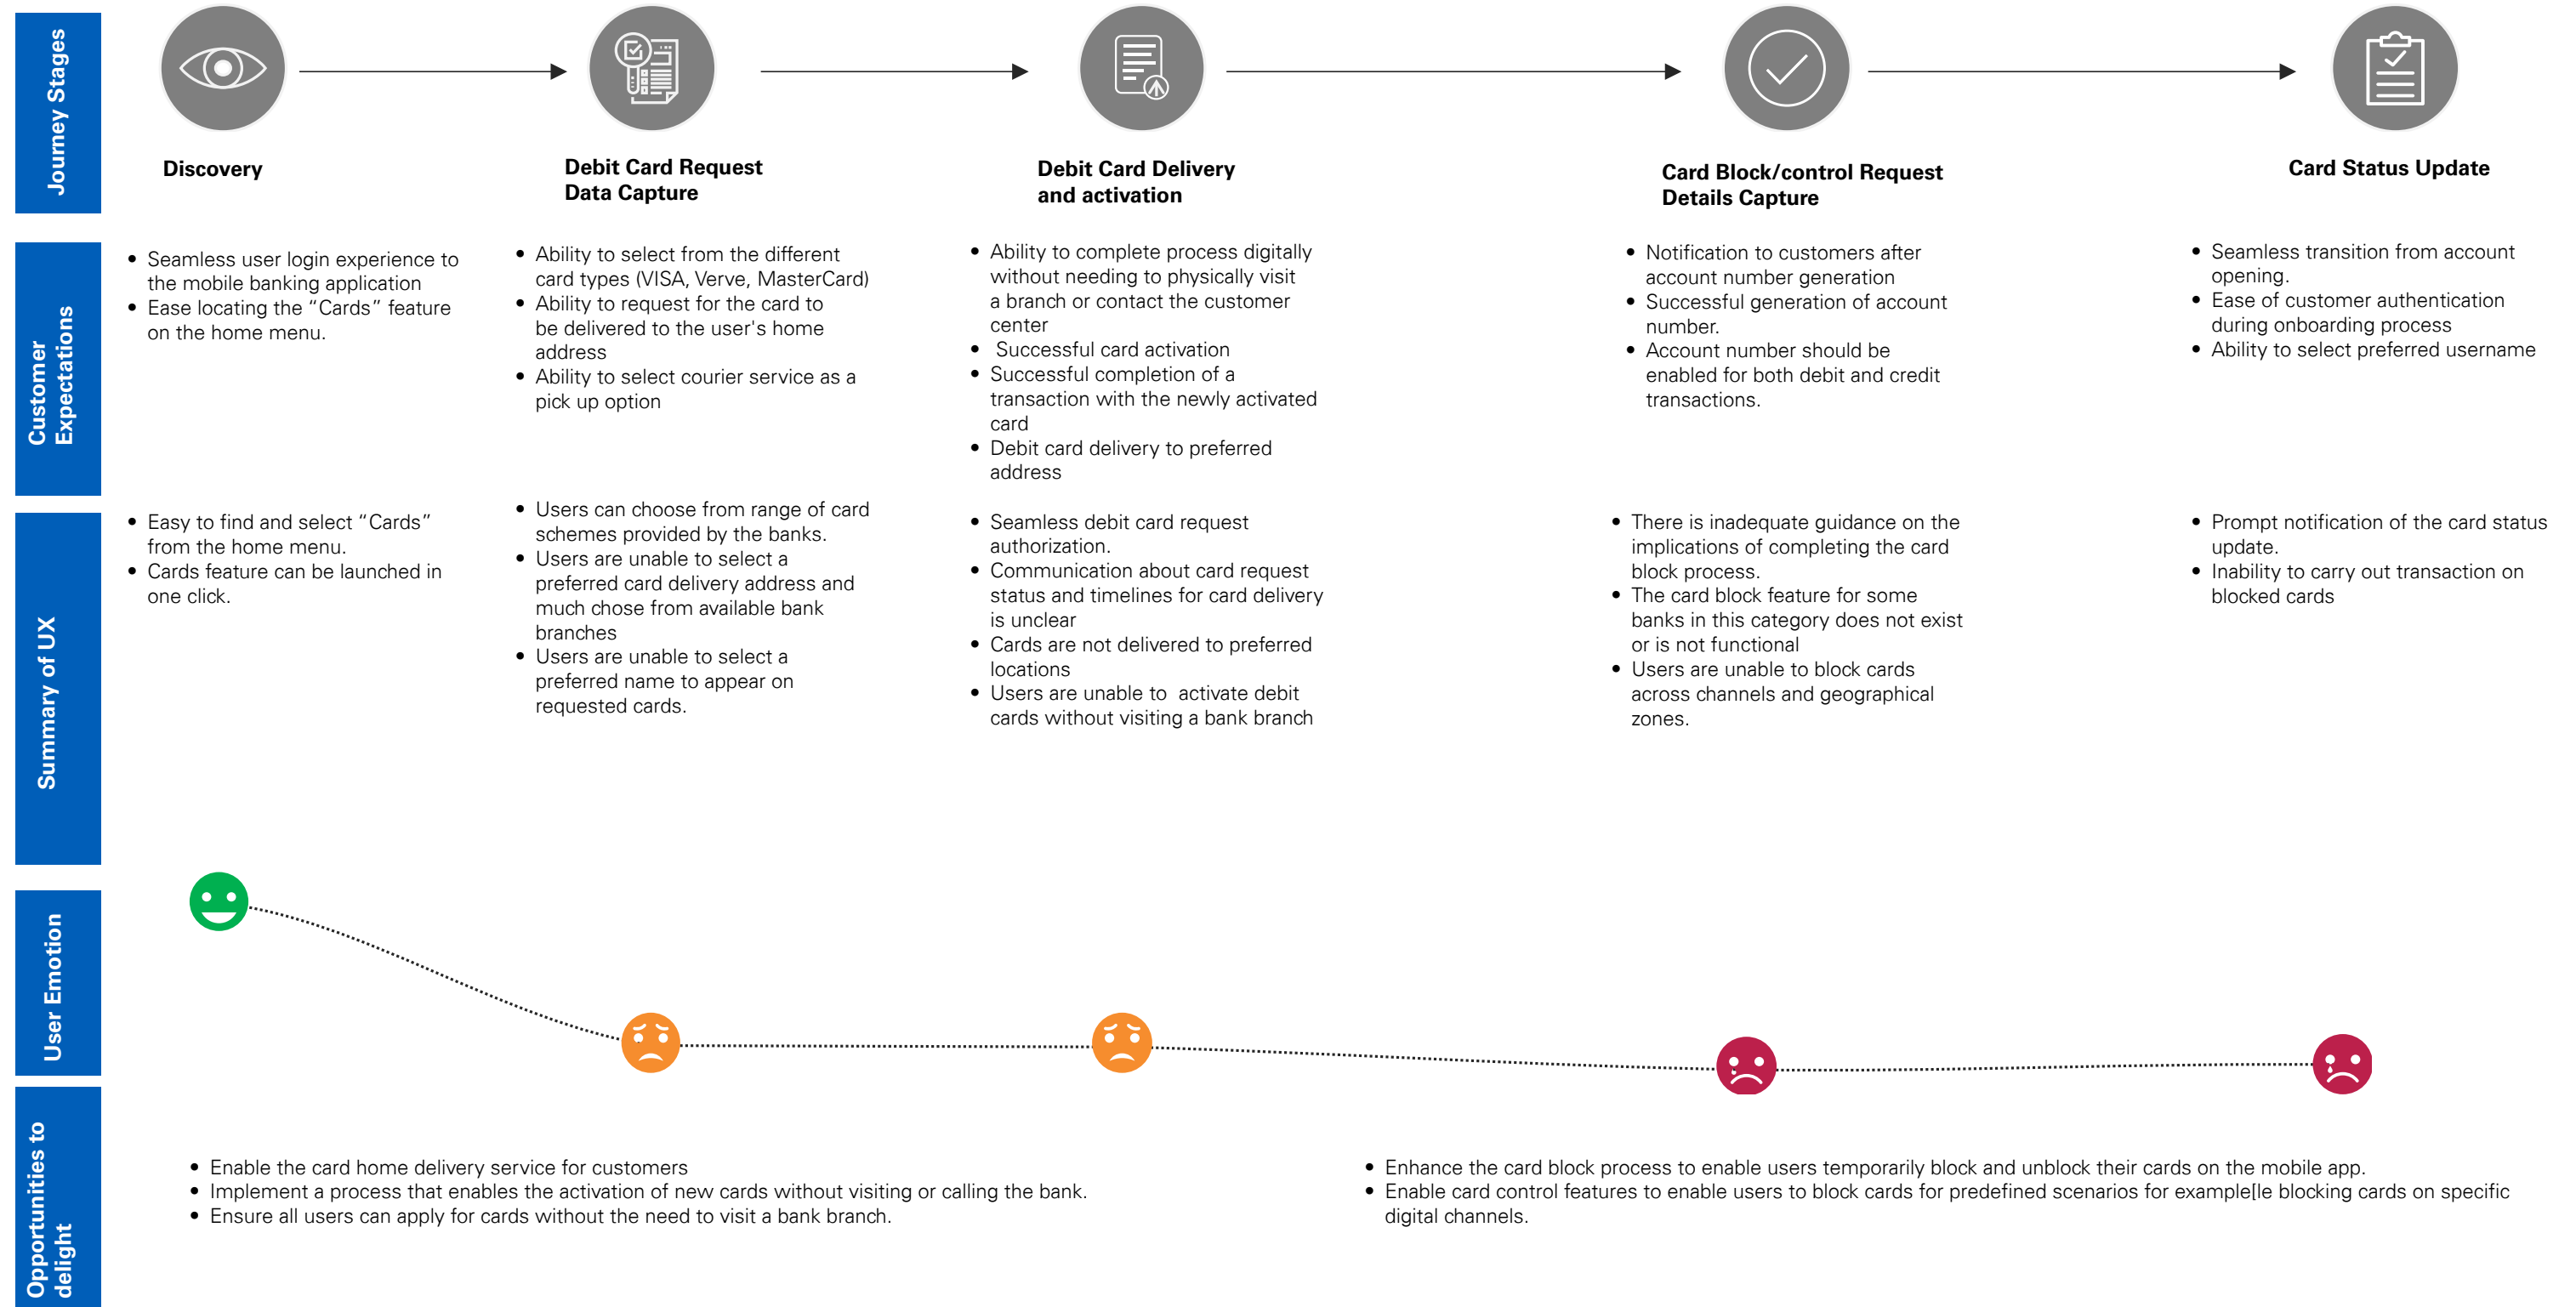 Journey Stages
Discovery
Debit Card Request
Data Capture
Debit Card Delivery
and activation
Card Block/control Request
Details Capture
Card Status Update
Customer
Expectations
• Seamless user login experience to
the mobile banking application
• Ease locating the “Cards” feature
on the home menu.
• Ability to select from the different
card types (VISA, Verve, MasterCard)
• Ability to request for the card to
be delivered to the user's home
address
• Ability to select courier service as a
pick up option
• Ability to complete process digitally
without needing to physically visit
a branch or contact the customer
center
• Successful card activation
• Successful completion of a
transaction with the newly activated
card
• Debit card delivery to preferred
address
• Notification to customers after
account number generation
• Successful generation of account
number.
• Account number should be
enabled for both debit and credit
transactions.
• Seamless transition from account
opening.
• Ease of customer authentication
during onboarding process
• Ability to select preferred username
Summary of UX
• Easy to find and select “Cards”
from the home menu.
• Cards feature can be launched in
one click.
• Users can choose from range of card
schemes provided by the banks.
• Users are unable to select a
preferred card delivery address and
much chose from available bank
branches
• Users are unable to select a
preferred name to appear on
requested cards.
• Seamless debit card request
authorization.
• Communication about card request
status and timelines for card delivery
is unclear
• Cards are not delivered to preferred
locations
• Users are unable to activate debit
cards without visiting a bank branch
• There is inadequate guidance on the
implications of completing the card
block process.
• The card block feature for some
banks in this category does not exist
or is not functional
• Users are unable to block cards
across channels and geographical
zones.
• Prompt notification of the card status
update.
• Inability to carry out transaction on
blocked cards
User Emotion
Opportunities to
delight
• Enable the card home delivery service for customers
• Implement a process that enables the activation of new cards without visiting or calling the bank.
• Ensure all users can apply for cards without the need to visit a bank branch.
• Enhance the card block process to enable users temporarily block and unblock their cards on the mobile app.
• Enable card control features to enable users to block cards for predefined scenarios for example[le blocking cards on specific
digital channels.